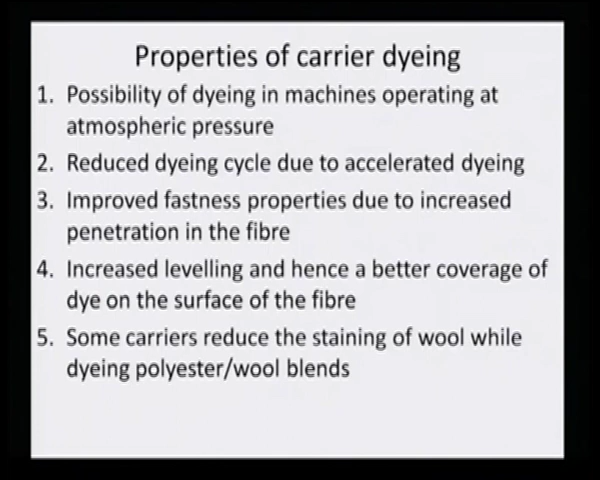 Properties of carrier dyeing
1. Possibility of dyeing in machines operating at
atmospheric pressure
2. Reduced dyeing cycle due to accelerated dyeing
3. Improved fastness properties due to increased
penetration in the fibre
4. Increased levelling and hence a better coverage of
dye on the surface of the fibre
5. Some carriers reduce the staining of wool while
dyeing polyester/wool blends